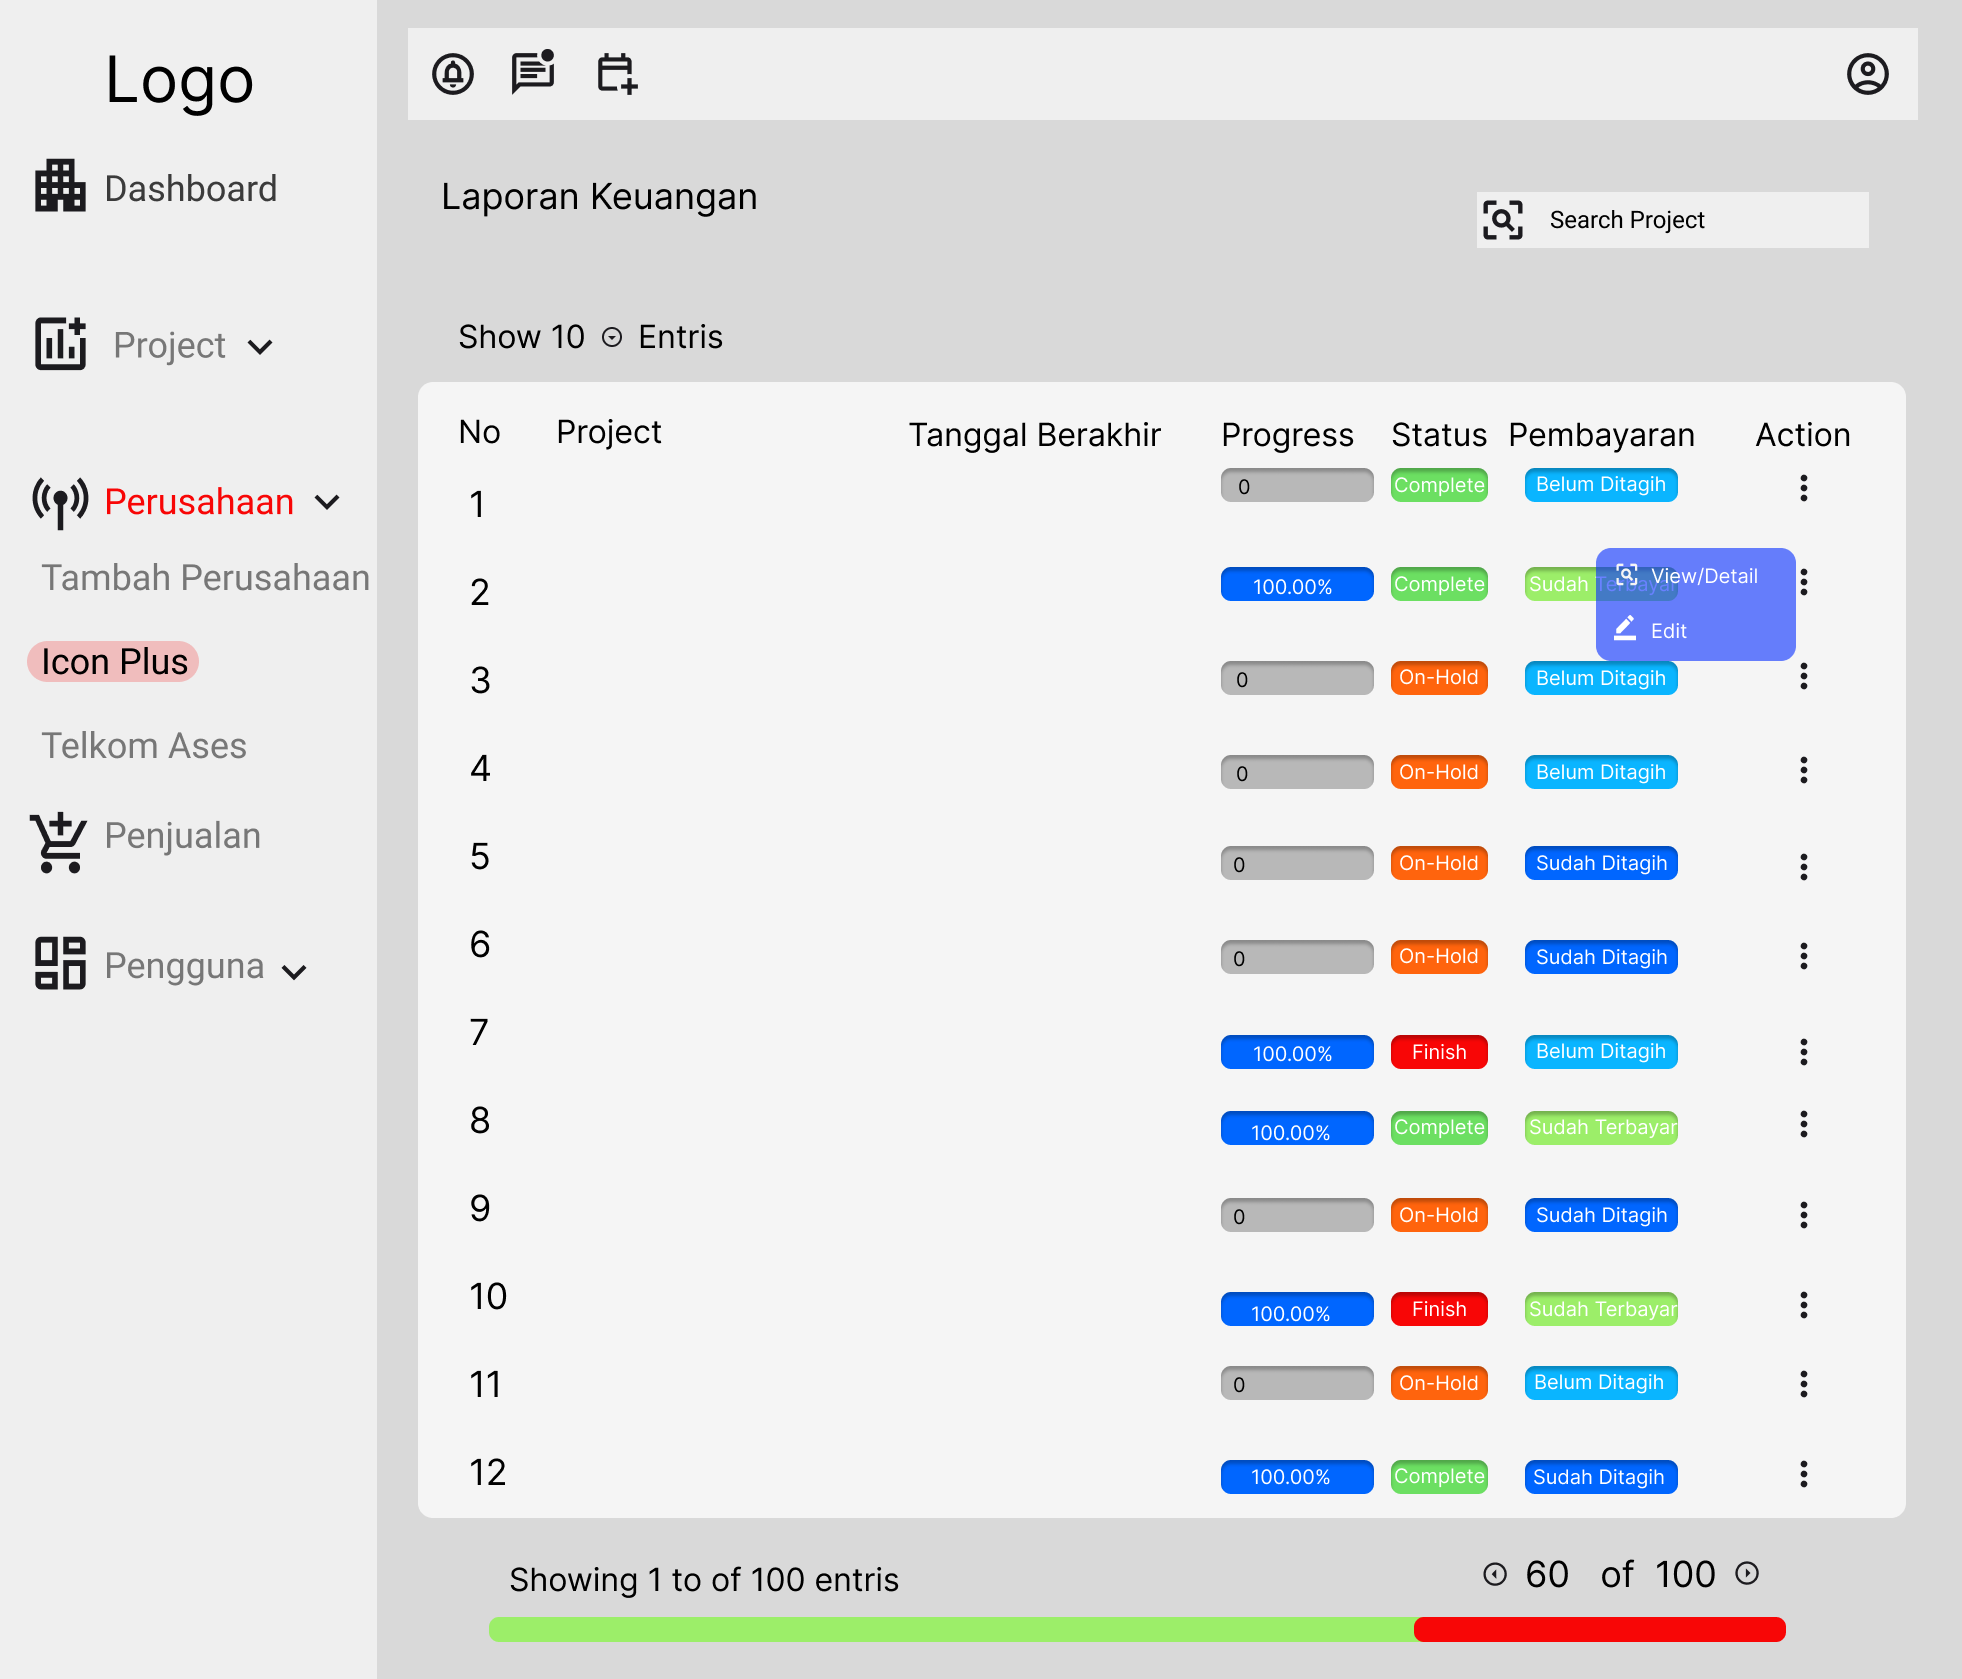 Logo
Dashboard
Project
Perusahaan
Tambah Perusahaan
Icon Plus
Telkom Ases
Penjualan
Pengguna
Laporan Keuangan
Search Project
Show 10 Entris
No Project Tanggal Berakhir Progress Status Pembayaran Action
1 0 Complete Belum Ditagih
2 100.00% Complete Sudah Terbayar
View/Detail
Edit
3 0 On-Hold Belum Ditagih
4 0 On-Hold Belum Ditagih
5 0 On-Hold Sudah Ditagih
6 0 On-Hold Sudah Ditagih
7 100.00% Finish Belum Ditagih
8 100.00% Complete Sudah Terbayar
9 0 On-Hold Sudah Ditagih
10 100.00% Finish Sudah Terbayar
11 0 On-Hold Belum Ditagih
12 100.00% Complete Sudah Ditagih
Showing 1 to of 100 entris
60 of 100